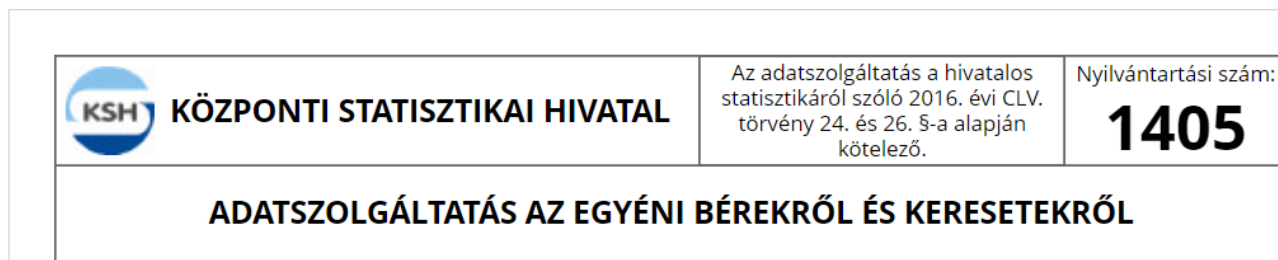 KSH
KÖZPONTI STATISZTIKAI HIVATAL
Az adatszolgáltatás a hivatalos
statisztikáról szóló 2016. évi CLV.
törvény 24. és 26. §-a alapján
kötelező.
Nyilvántartási szám:
1405
ADATSZOLGÁLTATÁS AZ EGYÉNI BÉREKRŐL ÉS KERESETEKRŐL